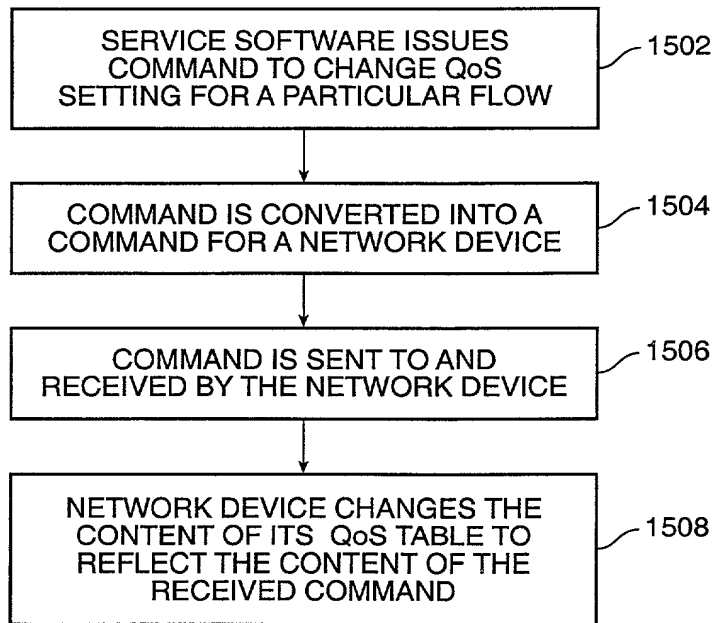 SERVICE SOFTWARE ISSUES
COMMAND TO CHANGE QoS
SETTING FOR A PARTICULAR FLOW
1502
COMMAND IS CONVERTED INTO A
COMMAND FOR A NETWORK DEVICE
1504
COMMAND IS SENT TO AND
RECEIVED BY THE NETWORK DEVICE
1506
NETWORK DEVICE CHANGES THE
CONTENT OF ITS QoS TABLE TO
REFLECT THE CONTENT OF THE
RECEIVED COMMAND
1508